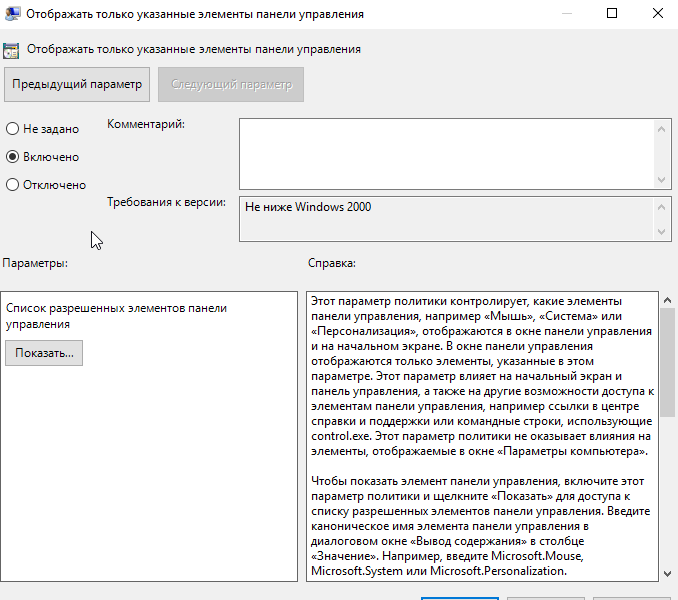 Отображать только указанные элементы панели управления
Отображать только указанные элементы панели управления
Предыдущий параметр
Следующий параметр
Не задано
Включено
Отключено
Комментарий:
Требования к версии:
Не ниже Windows 2000
Параметры:
Справка:
Список разрешенных элементов панели
управления
Показать...
Этот параметр политики контролирует, какие элементы
панели управления, например «Мышь», «Система» или
«Персонализация», отображаются в окне панели управления
и на начальном экране. В окне панели управления
отображаются только элементы, указанные в этом
параметре. Этот параметр влияет на начальный экран и
панель управления, а также на другие возможности доступа к
элементам панели управления, например ссылки в центре
справки и поддержки или командные строки, использующие
control.exe. Этот параметр политики не оказывает влияния на
элементы, отображаемые в окне «Параметры компьютера».
Чтобы показать элемент панели управления, включите этот
параметр политики и щелкните «Показать» для доступа к
списку разрешенных элементов панели управления. Введите
каноническое имя элемента панели управления в
диалоговом окне «Вывод содержания» в столбце
«Значение». Например, введите Microsoft.Mouse,
Microsoft.System или Microsoft.Personalization.